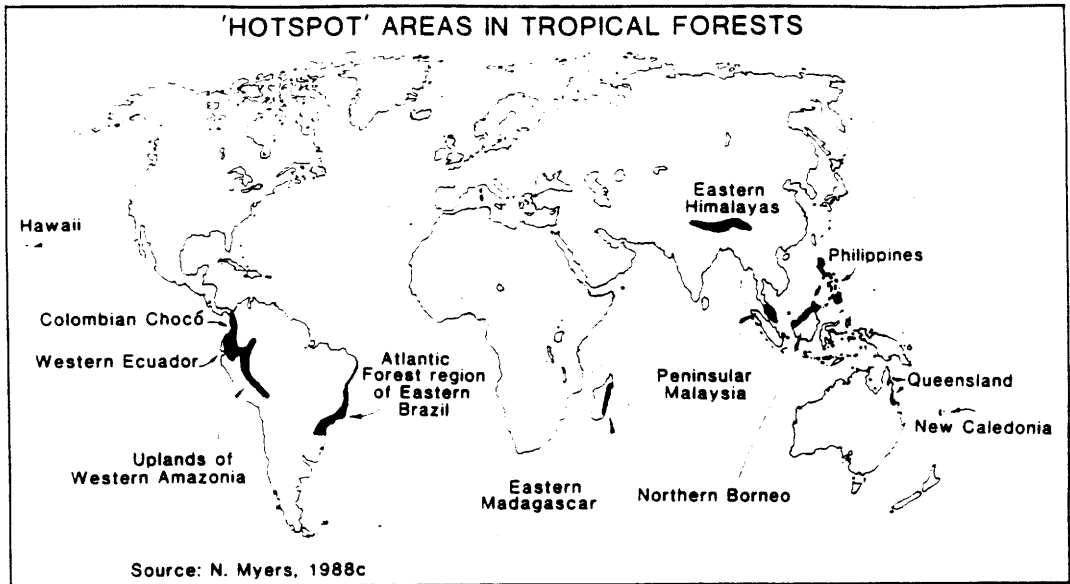 'HOTSPOT' AREAS IN TROPICAL FORESTS
Eastern
Himalayas
Hawaii
Philippines
Colombian Chocó
Western Ecuador
Atlantic
Forest region
of Eastern
Brazil
Peninsular
Malaysia
Queensland
New Caledonia
Uplands of
Western Amazonia
Eastern
Madagascar
Northern Borneo
Source: N. Myers, 1988c